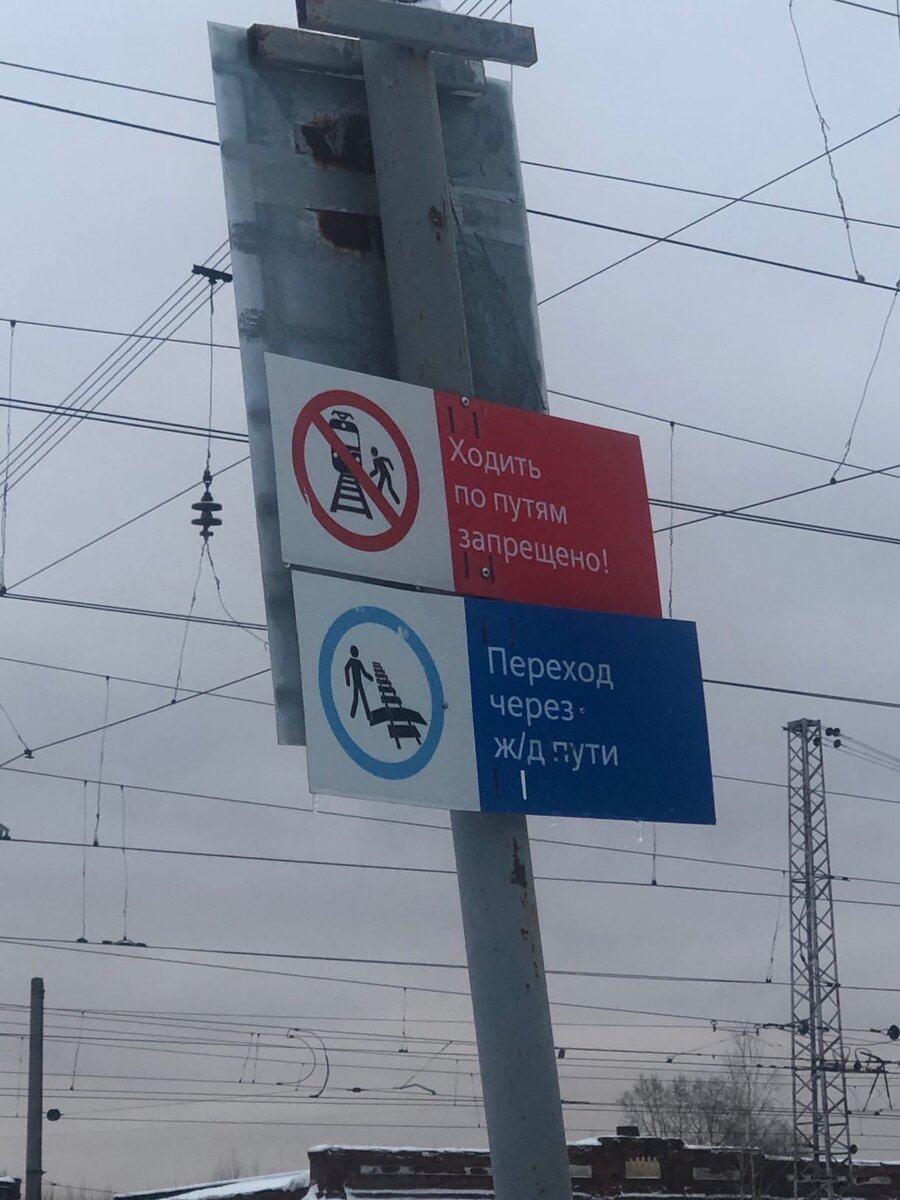 Ходить
по путям
запрещено!
Переход
через
ж/д пути